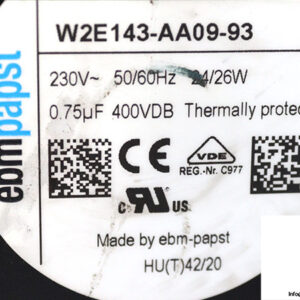 W2E143-AA09-93
ebmpapst
230V~ 50/60Hz 24/26W
0.75µF 400VDB Thermally protec
CE
VDE
REG.-Nr. C977
C RU US
Made by ebm-papst
HU(T)42/20